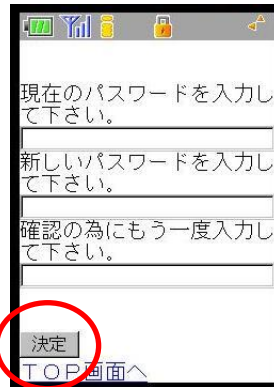 現在のパスワードを入力し
て下さい。
新しいパスワードを入力し
て下さい。
確認の為にもう一度入力し
て下さい。
決定
ＴＯＰ画面へ